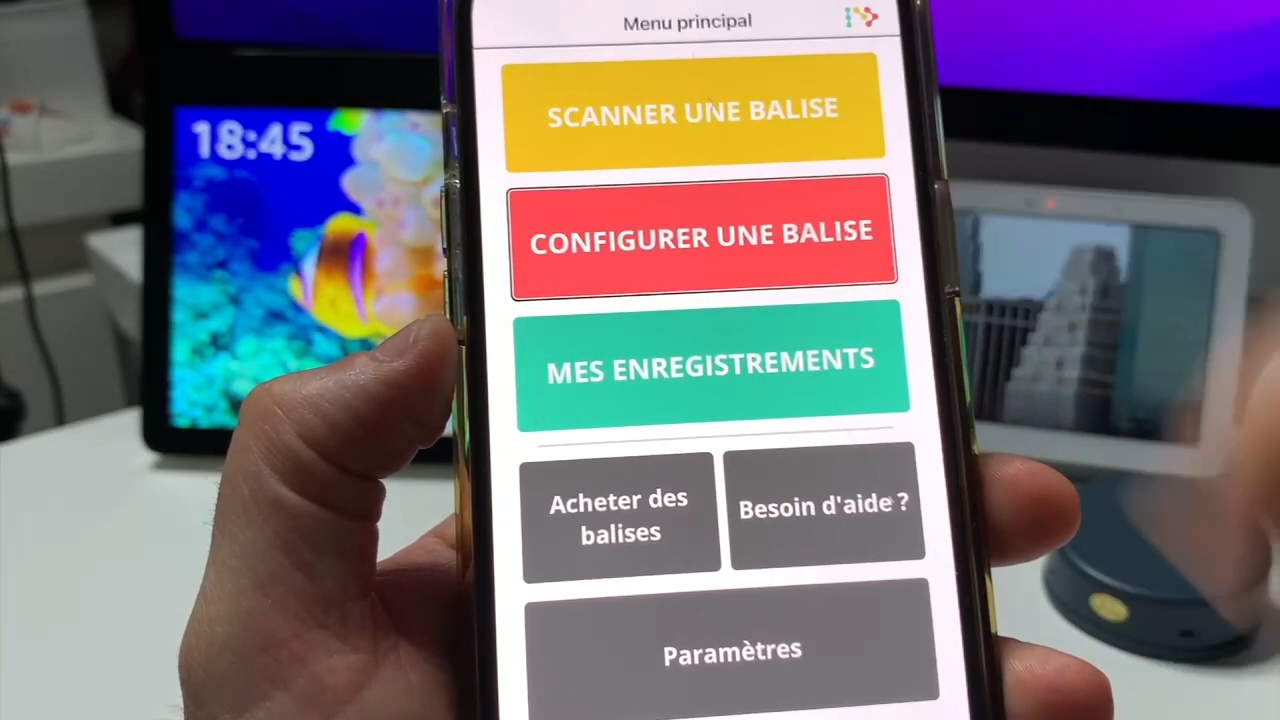 Menu principal
18:45
SCANNER UNE BALISE
CONFIGURER UNE BALISE
MES ENREGISTREMENTS
Acheter des
balises
Besoin d'aide ?
Paramètres